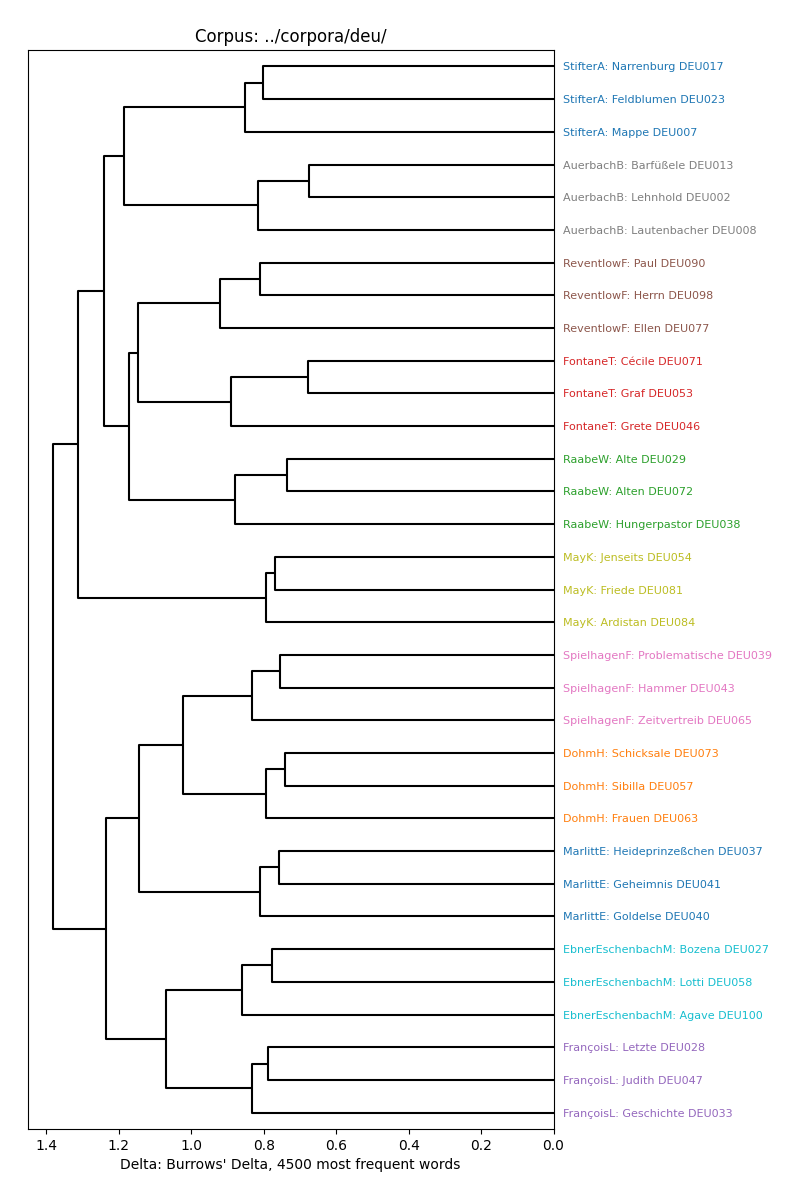 Corpus: ../corpora/deu/
StifterA: Narrenburg DEU017
StifterA: Feldblumen DEU023
StifterA: Mappe DEU007
AuerbachB: Barfüßele DEU013
AuerbachB: Lehnhold DEU002
AuerbachB: Lautenbacher DEU008
ReventlowF: Paul DEU090
ReventlowF: Herrn DEU098
ReventlowF: Ellen DEU077
FontaneT: Cécile DEU071
FontaneT: Graf DEU053
FontaneT: Grete DEU046
RaabeW: Alte DEU029
RaabeW: Alten DEU072
RaabeW: Hungerpastor DEU038
MayK: Jenseits DEU054
MayK: Friede DEU081
MayK: Ardistan DEU084
SpielhagenF: Problematische DEU039
SpielhagenF: Hammer DEU043
SpielhagenF: Zeitvertreib DEU065
DohmH: Schicksale DEU073
DohmH: Sibilla DEU057
DohmH: Frauen DEU063
MarlittE: Heideprinzeßchen DEU037
MarlittE: Geheimnis DEU041
MarlittE: Goldelse DEU040
EbnerEschenbachM: Bozena DEU027
EbnerEschenbachM: Lotti DEU058
EbnerEschenbachM: Agave DEU100
FrançoisL: Letzte DEU028
FrançoisL: Judith DEU047
FrançoisL: Geschichte DEU033
1.4 1.2 1.0 0.8 0.6 0.4 0.2 0.0
Delta: Burrows' Delta, 4500 most frequent words